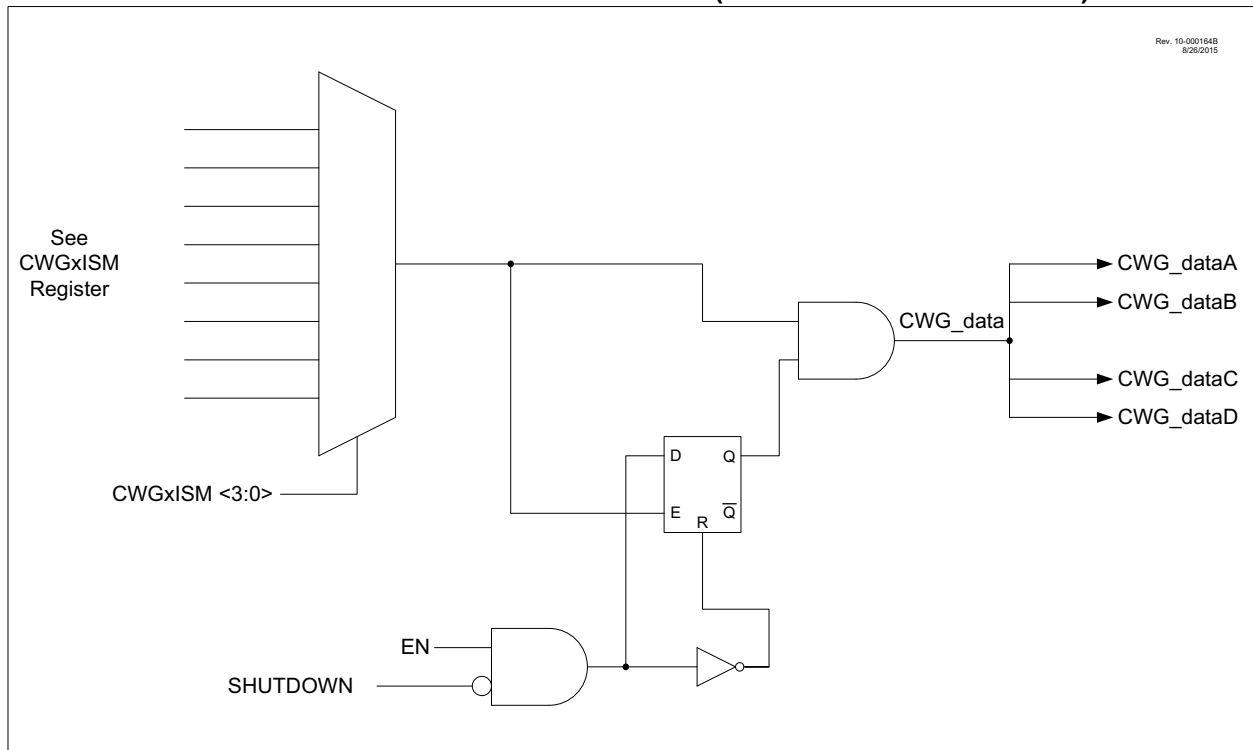 Rev. 10-000164B
8/26/2015
See
CWGxISM
Register
CWGxISM <3:0>
CWG_data
CWG_dataA
CWG_dataB
CWG_dataC
CWG_dataD
D
Q
E
Q̅
R
EN
SHUTDOWN